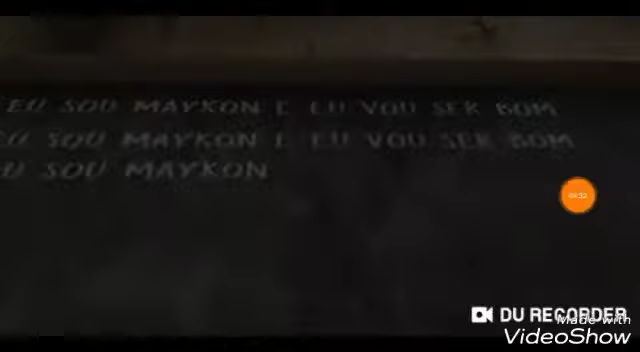 EU SOU MAYKON E EU VOU SER BOM
EU SOU MAYKON E EU VOU SER BOM
EU SOU MAYKON
DU RECORDER
Made with
VideoShow